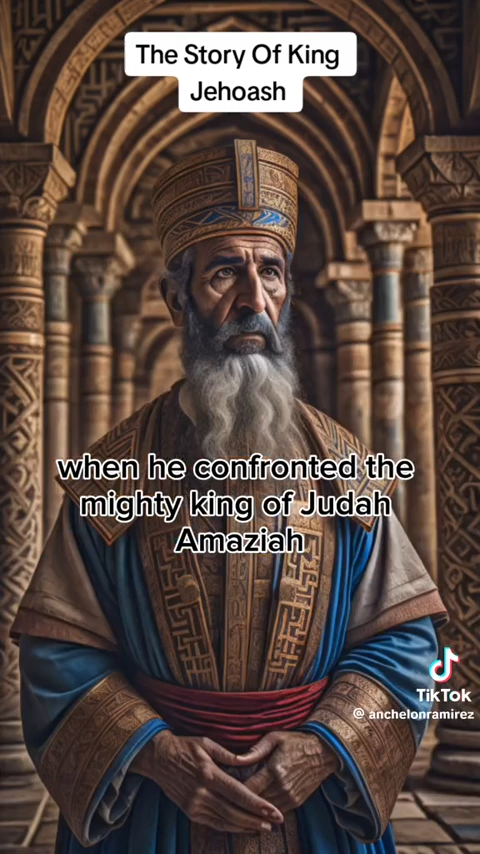 The Story Of King
Jehoash
when he confronted the
mighty king of Judah
Amaziah
TikTok
@ anchelonramirez